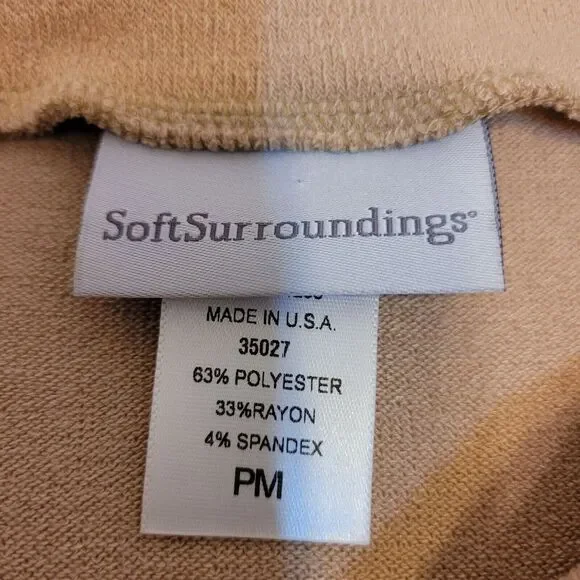 SoftSurroundings®
MADE IN U.S.A.
35027
63% POLYESTER
33%RAYON
4% SPANDEX
PM